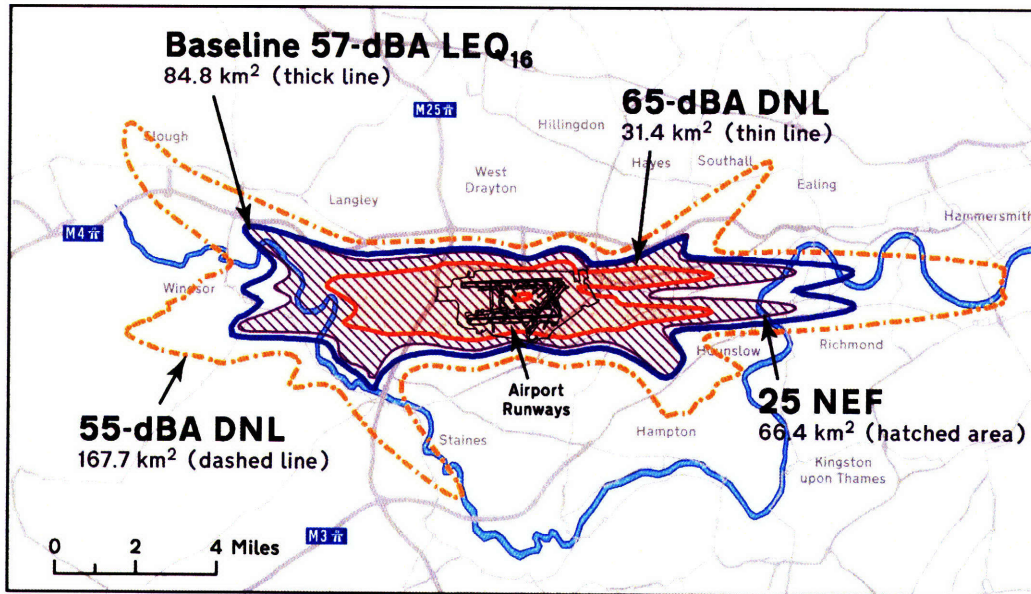 Baseline 57-dBA LEQ16
84.8 km² (thick line)
M25
65-dBA DNL
31.4 km² (thin line)
Slough
Hillingdon
Hayes
Southall
West
Drayton
Ealing
Langley
Hammersmith
M4
Windsor
Airport
Runways
Hounslow
Richmond
25 NEF
66.4 km² (hatched area)
55-dBA DNL
167.7 km² (dashed line)
Staines
Hampton
Kingston
upon Thames
M3
0 2 4 Miles